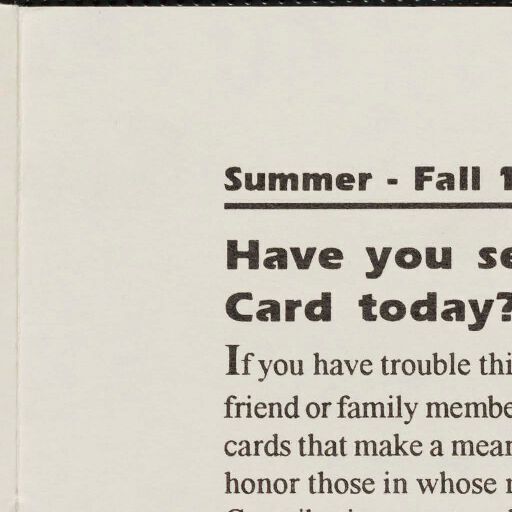 Summer - Fall 1
Have you se
Card today?
If you have trouble thi
friend or family membe
cards that make a mean
honor those in whose